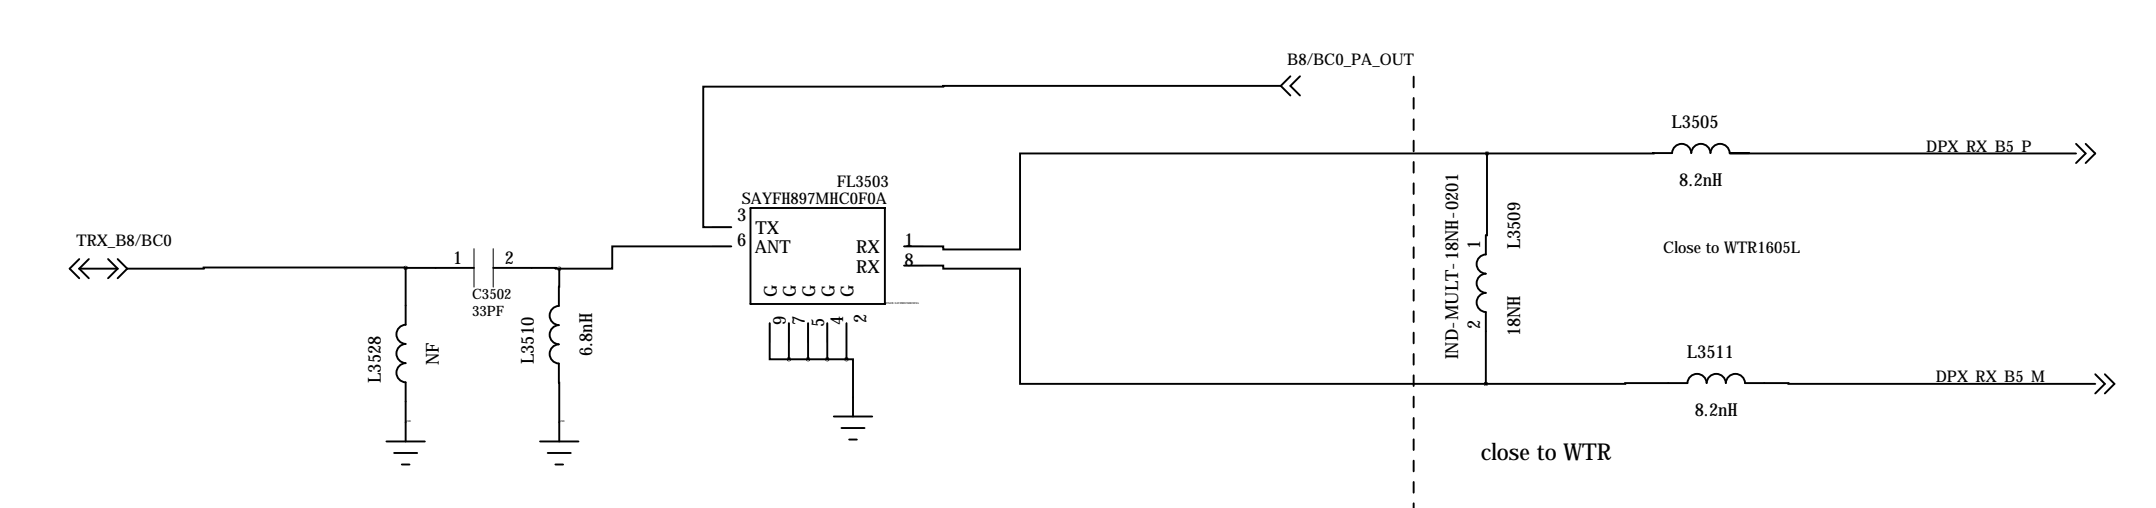 B8/BC0_PA_OUT
L3505
DPX_RX_B5_P
8.2nH
FL3503
SAYFH897MHC0F0A
3
TX
6
ANT
RX
1
RX
8
G G G G G
9 7 5 4 2
TRX_B8/BC0
1
2
C3502
33PF
L3528
NF
L3510
6.8nH
IND-MULT-18NH-0201
1
2
L3509
18NH
Close to WTR1605L
L3511
DPX_RX_B5_M
8.2nH
close to WTR